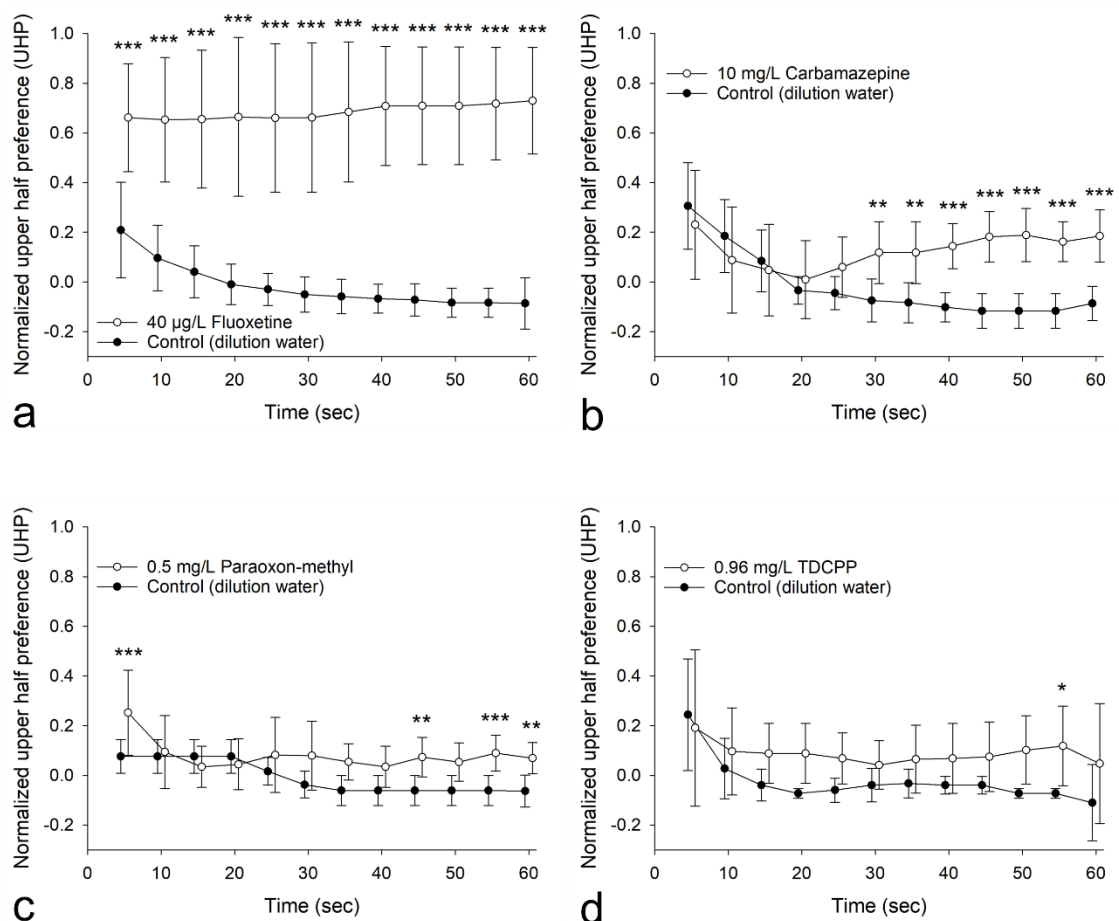 Normalized upper half preference (UHP)
1.0
0.8
0.6
0.4
0.2
0.0
-0.2
*** *** *** *** *** *** *** *** *** *** *** ***
40 µg/L Fluoxetine
Control (dilution water)
0 10 20 30 40 50 60
Time (sec)
a
Normalized upper half preference (UHP)
1.0
0.8
0.6
0.4
0.2
0.0
-0.2
10 mg/L Carbamazepine
Control (dilution water)
** ** *** *** *** *** ***
0 10 20 30 40 50 60
Time (sec)
b
Normalized upper half preference (UHP)
1.0
0.8
0.6
0.4
0.2
0.0
-0.2
0.5 mg/L Paraoxon-methyl
Control (dilution water)
*** ** *** **
0 10 20 30 40 50 60
Time (sec)
c
Normalized upper half preference (UHP)
1.0
0.8
0.6
0.4
0.2
0.0
-0.2
0.96 mg/L TDCPP
Control (dilution water)
*
0 10 20 30 40 50 60
Time (sec)
d